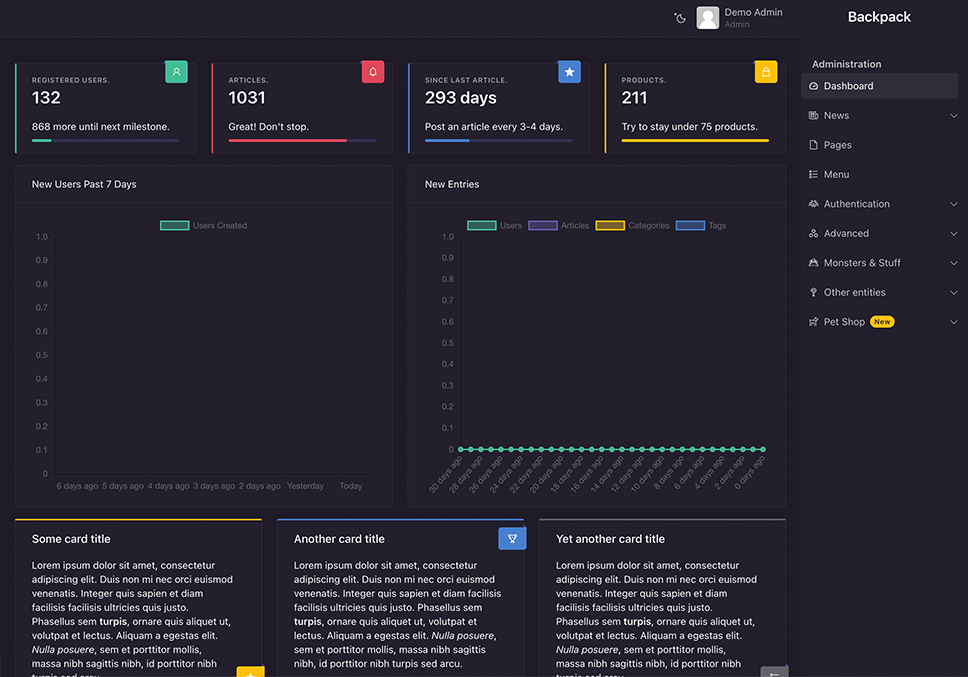 Demo Admin
Admin
Backpack
REGISTERED USERS.
132
868 more until next milestone.
ARTICLES.
1031
Great! Don't stop.
SINCE LAST ARTICLE.
293 days
Post an article every 3-4 days.
PRODUCTS.
211
Try to stay under 75 products.
Administration
Dashboard
News
Pages
Menu
Authentication
Advanced
Monsters & Stuff
Other entities
Pet Shop New
New Users Past 7 Days
Users Created
1.0
0.9
0.8
0.7
0.6
0.5
0.4
0.3
0.2
0.1
0
6 days ago 5 days ago 4 days ago 3 days ago 2 days ago Yesterday Today
New Entries
Users Articles Categories Tags
1.0
0.9
0.8
0.7
0.6
0.5
0.4
0.3
0.2
0.1
0
30 days ago 28 days ago 26 days ago 24 days ago 22 days ago 20 days ago 18 days ago 16 days ago 14 days ago 12 days ago 10 days ago 8 days ago 6 days ago 4 days ago 2 days ago 0 days ago
Some card title
Lorem ipsum dolor sit amet, consectetur
adipiscing elit. Duis non mi nec orci euismod
venenatis. Integer quis sapien et diam
facilisis facilisis ultricies quis justo.
Phasellus sem turpis, ornare quis aliquet ut,
volutpat et lectus. Aliquam a egestas elit.
Nulla posuere, sem et porttitor mollis,
massa nibh sagittis nibh, id porttitor nibh
turpis sed arcu.
Another card title
Lorem ipsum dolor sit amet, consectetur
adipiscing elit. Duis non mi nec orci
euismod venenatis. Integer quis sapien et
diam facilisis facilisis ultricies quis
justo. Phasellus sem
turpis, ornare quis aliquet ut, volutpat et
lectus. Aliquam a egestas elit. Nulla posuere,
sem et porttitor mollis, massa nibh sagittis
nibh, id porttitor nibh turpis sed arcu.
Yet another card title
Lorem ipsum dolor sit amet, consectetur
adipiscing elit. Duis non mi nec orci euismod
venenatis. Integer quis sapien et diam
facilisis facilisis ultricies quis justo.
Phasellus sem turpis, ornare quis aliquet ut,
volutpat et lectus. Aliquam a egestas elit.
Nulla posuere, sem et porttitor mollis,
massa nibh sagittis nibh, id porttitor nibh
turpis sed arcu.